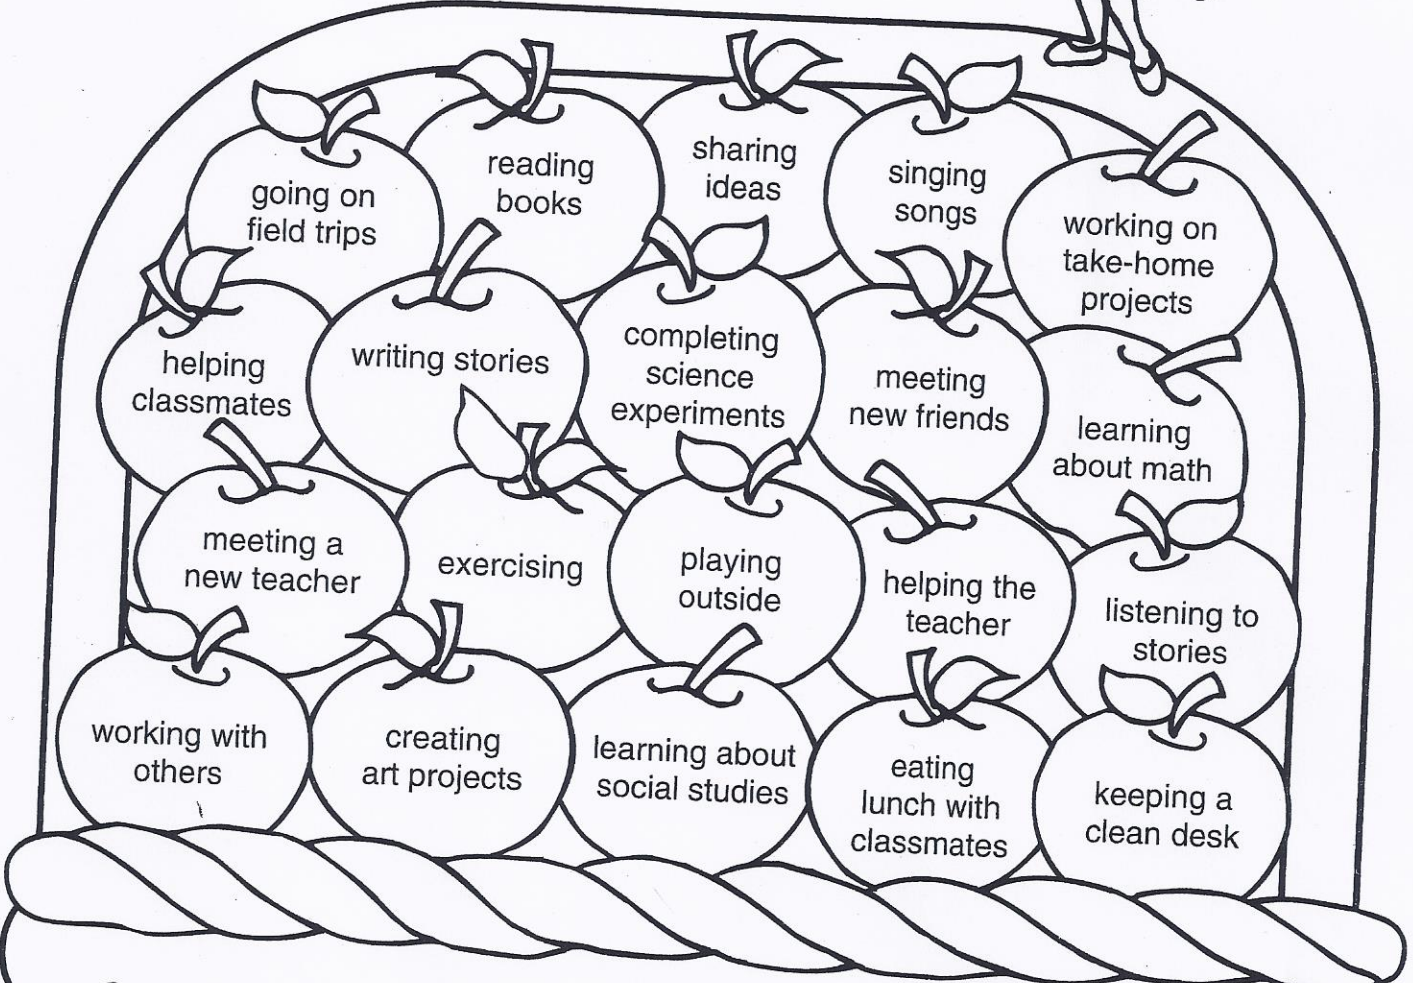 going on
field trips
reading
books
sharing
ideas
singing
songs
working on
take-home
projects
helping
classmates
writing stories
completing
science
experiments
meeting
new friends
learning
about math
meeting a
new teacher
exercising
playing
outside
helping the
teacher
listening to
stories
working with
others
creating
art projects
learning about
social studies
eating
lunch with
classmates
keeping a
clean desk